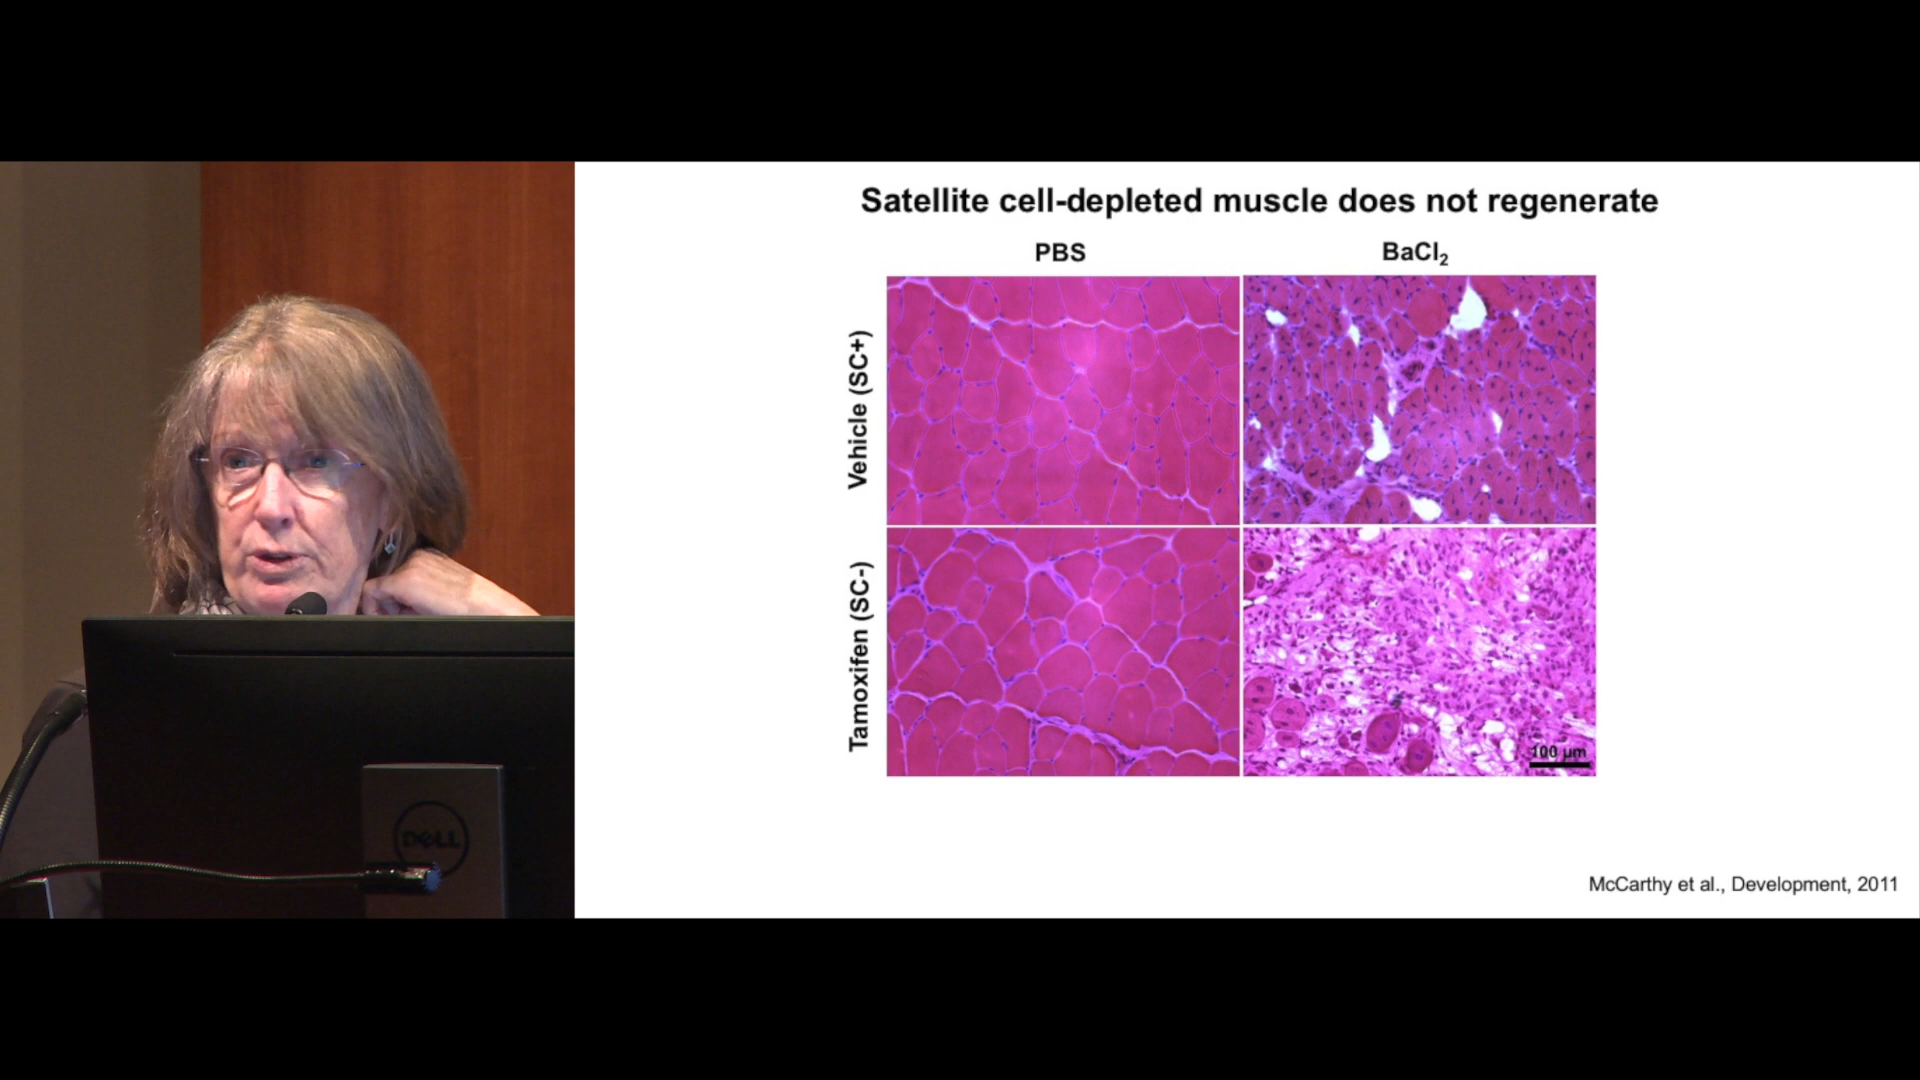 Satellite cell-depleted muscle does not regenerate
PBS
BaCl₂
Vehicle (SC+)
Tamoxifen (SC-)
100 µm
McCarthy et al., Development, 2011
DELL